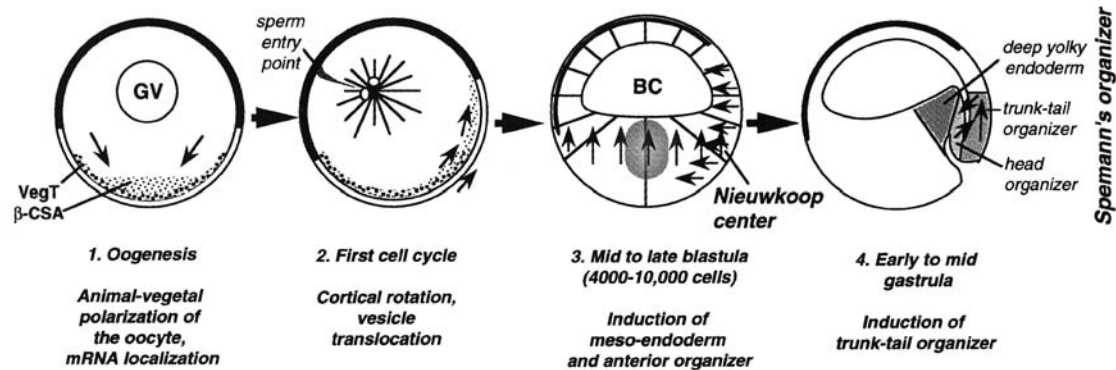 sperm
entry
point
GV
VegT
β-CSA
BC
Nieuwkoop
center
deep yolky
endoderm
trunk-tail
organizer
head
organizer
Spemann's organizer
1. Oogenesis
Animal-vegetal
polarization of
the oocyte,
mRNA localization
2. First cell cycle
Cortical rotation,
vesicle
translocation
3. Mid to late blastula
(4000-10,000 cells)
Induction of
meso-endoderm
and anterior organizer
4. Early to mid
gastrula
Induction of
trunk-tail organizer